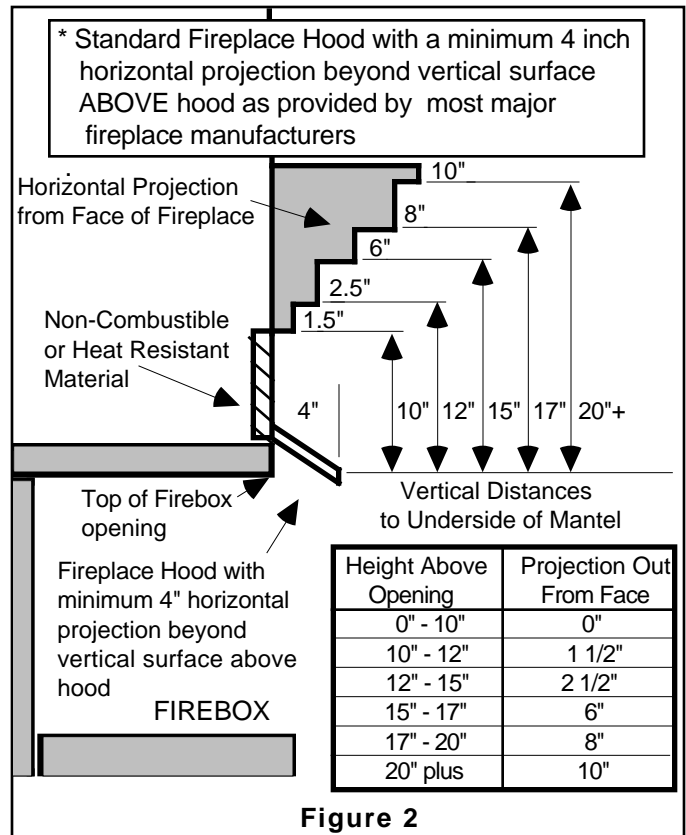 * Standard Fireplace Hood with a minimum 4 inch
horizontal projection beyond vertical surface
ABOVE hood as provided by most major
fireplace manufacturers
Horizontal Projection
from Face of Fireplace
10"
8"
6"
2.5"
1.5"
Non-Combustible
or Heat Resistant
Material
4"
10" 12" 15" 17" 20"+
Top of Firebox
opening
Vertical Distances
to Underside of Mantel
Fireplace Hood with
minimum 4" horizontal
projection beyond
vertical surface above
hood
FIREBOX
Height Above Projection Out
Opening From Face
0" - 10" 0"
10" - 12" 1 1/2"
12" - 15" 2 1/2"
15" - 17" 6"
17" - 20" 8"
20" plus 10"
Figure 2